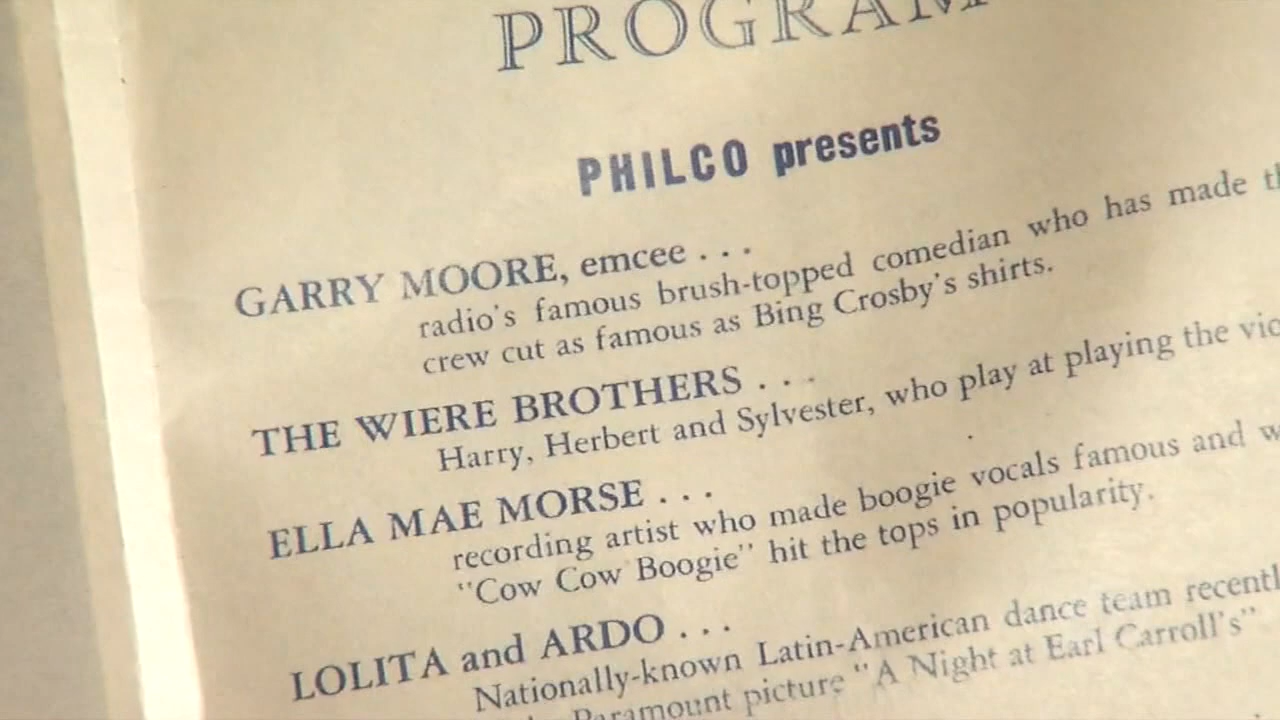 PROGRAM
PHILCO presents
GARRY MOORE, emcee . . .
radio's famous brush-topped comedian who has made
crew cut as famous as Bing Crosby's shirts.
THE WIERE BROTHERS . . .
Harry, Herbert and Sylvester, who play at playing the
ELLA MAE MORSE . . .
recording artist who made boogie vocals famous and
"Cow Cow Boogie" hit the tops in popularity.
LOLITA and ARDO . . .
Nationally-known Latin-American dance team
Paramount picture "A Night at Earl Carroll's"